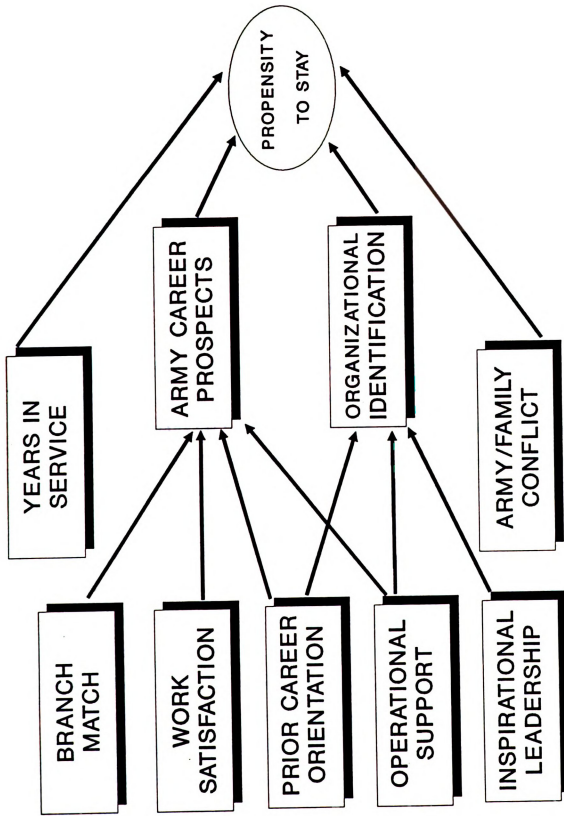 YEARS IN
SERVICE
BRANCH
MATCH
ARMY CAREER
PROSPECTS
WORK
SATISFACTION
PROPENSITY
TO STAY
PRIOR CAREER
ORIENTATION
ORGANIZATIONAL
IDENTIFICATION
OPERATIONAL
SUPPORT
ARMY/FAMILY
CONFLICT
INSPIRATIONAL
LEADERSHIP